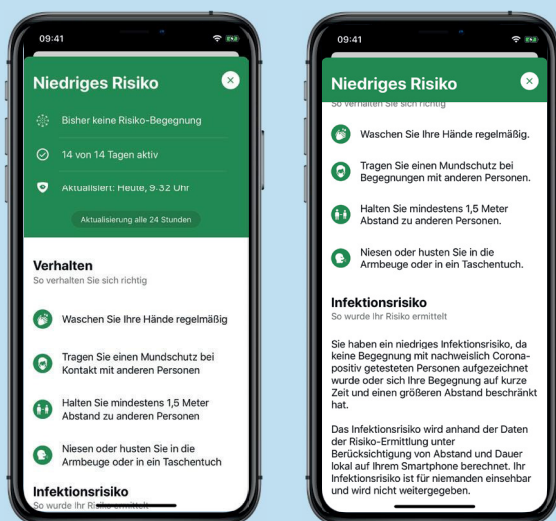 09:41
Niedriges Risiko
Bisher keine Risiko-Begegnung
14 von 14 Tagen aktiv
Aktualisiert: Heute, 9:32 Uhr
Aktualisierung alle 24 Stunden
Verhalten
So verhalten Sie sich richtig
Waschen Sie Ihre Hände regelmäßig
Tragen Sie einen Mundschutz bei
Kontakt mit anderen Personen
Halten Sie mindestens 1,5 Meter
Abstand zu anderen Personen
Niesen oder husten Sie in die
Armbeuge oder in ein Taschentuch
Infektionsrisiko
So wurde Ihr Risiko ermittelt
09:41
Niedriges Risiko
So verhalten Sie sich richtig
Waschen Sie Ihre Hände regelmäßig.
Tragen Sie einen Mundschutz bei
Begegnungen mit anderen Personen.
Halten Sie mindestens 1,5 Meter
Abstand zu anderen Personen.
Niesen oder husten Sie in die
Armbeuge oder in ein Taschentuch.
Infektionsrisiko
So wurde Ihr Risiko ermittelt
Sie haben ein niedriges Infektionsrisiko, da
keine Begegnung mit nachweislich Corona-
positiv getesteten Personen aufgezeichnet
wurde oder sich Ihre Begegnung auf kurze
Zeit und einen größeren Abstand beschränkt
hat.
Das Infektionsrisiko wird anhand der Daten
der Risiko-Ermittlung unter
Berücksichtigung von Abstand und Dauer
lokal auf Ihrem Smartphone berechnet. Ihr
Infektionsrisiko ist für niemanden einsehbar
und wird nicht weitergegeben.